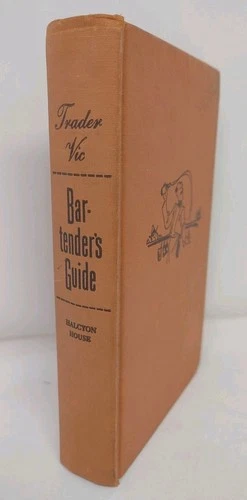 Trader
Vic
Bar-
tender's
Guide
HALCYON
HOUSE